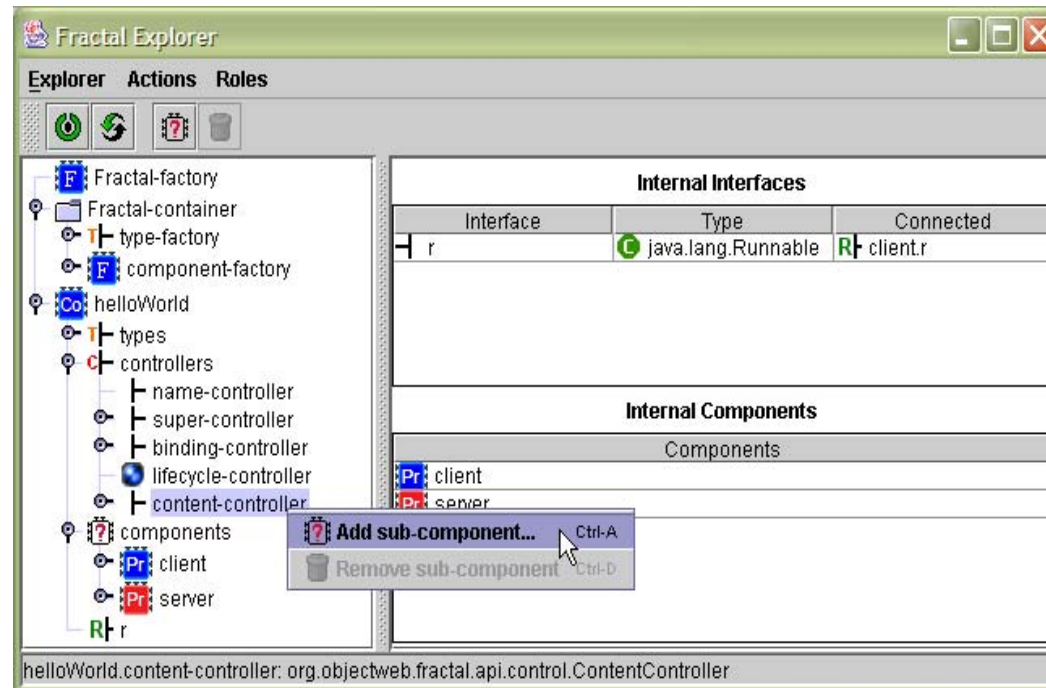 Fractal Explorer
Explorer Actions Roles
Fractal-factory
Fractal-container
type-factory
component-factory
helloWorld
types
controllers
name-controller
super-controller
binding-controller
lifecycle-controller
content-controller
components
client
server
r
Internal Interfaces
Interface Type Connected
r java.lang.Runnable client.r
Internal Components
Components
client
server
Add sub-component... Ctrl-A
Remove sub-component Ctrl-D
helloWorld.content-controller: org.objectweb.fractal.api.control.ContentController